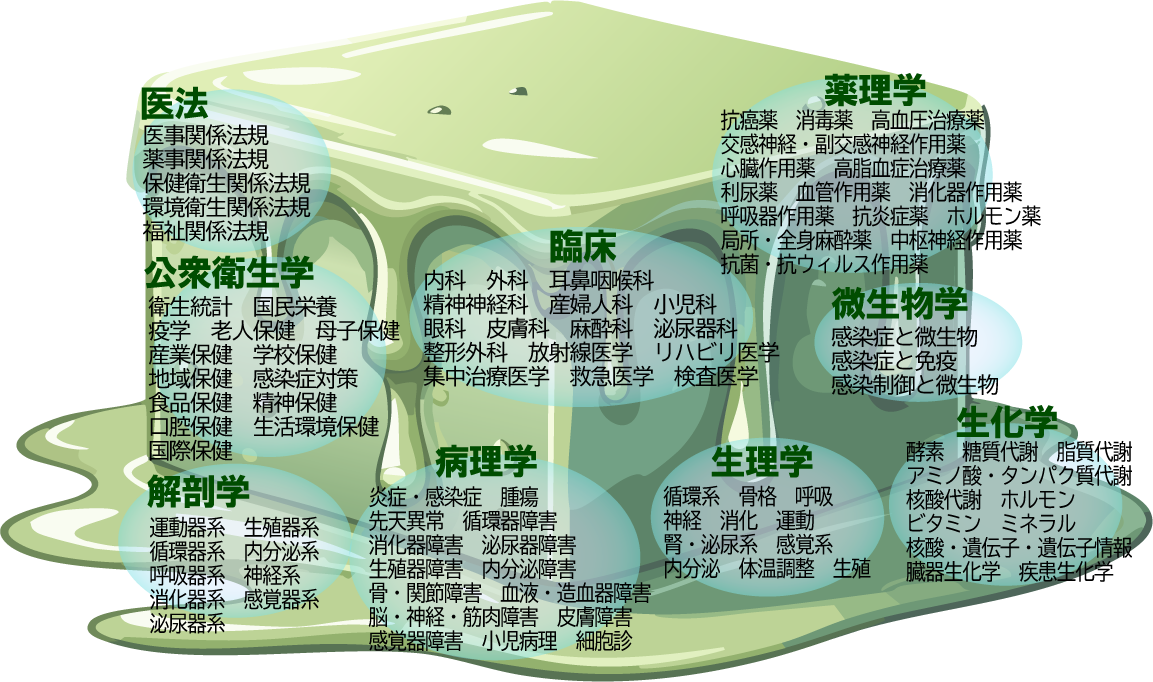 医法
医事関係法規
薬事関係法規
保健衛生関係法規
環境衛生関係法規
福祉関係法規
公衆衛生学
衛生統計　国民栄養
疫学　老人保健　母子保健
産業保健　学校保健
地域保健　感染症対策
食品保健　精神保健
口腔保健　生活環境保健
国際保健
解剖学
運動器系　生殖器系
循環器系　内分泌系
呼吸器系　神経系
消化器系　感覚器系
泌尿器系
臨床
内科　外科　耳鼻咽喉科
精神神経科　産婦人科　小児科
眼科　皮膚科　麻酔科　泌尿器科
整形外科　放射線医学　リハビリ医学
集中治療医学　救急医学　検査医学
病理学
炎症・感染症　腫瘍
先天異常　循環器障害
消化器障害　泌尿器障害
生殖器障害　内分泌障害
骨・関節障害　血液・造血器障害
脳・神経・筋肉障害　皮膚障害
感覚器障害　小児病理　細胞診
薬理学
抗癌薬　消毒薬　高血圧治療薬
交感神経・副交感神経作用薬
心臓作用薬　高脂血症治療薬
利尿薬　血管作用薬　消化器作用薬
呼吸器作用薬　抗炎症薬　ホルモン薬
局所・全身麻酔薬　中枢神経作用薬
抗菌・抗ウィルス作用薬
微生物学
感染症と微生物
感染症と免疫
感染制御と微生物
生理学
循環系　骨格　呼吸
神経　消化　運動
腎・泌尿系　感覚系
内分泌　体温調整　生殖
生化学
酵素　糖質代謝　脂質代謝
アミノ酸・タンパク質代謝
核酸代謝　ホルモン
ビタミン　ミネラル
核酸・遺伝子・遺伝子情報
臓器生化学　疾患生化学